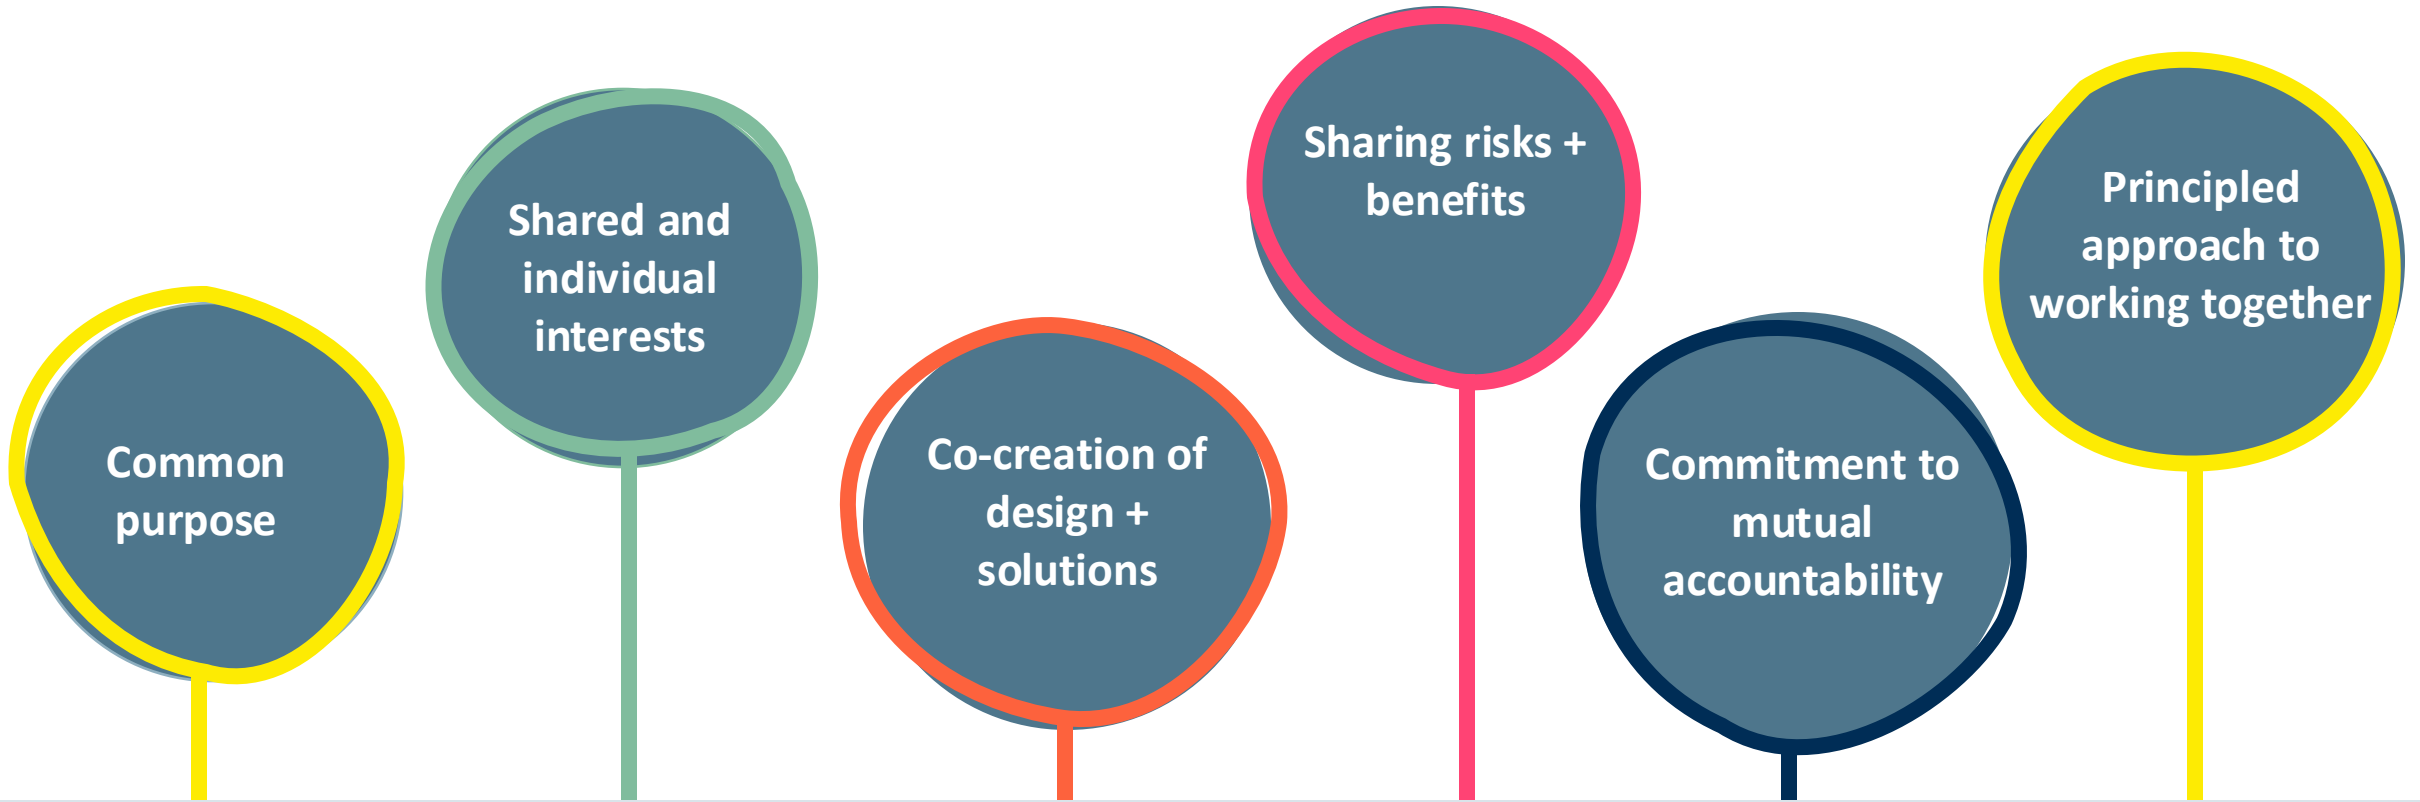 Common
purpose
Shared and
individual
interests
Co-creation of
design +
solutions
Sharing risks +
benefits
Commitment to
mutual
accountability
Principled
approach to
working together